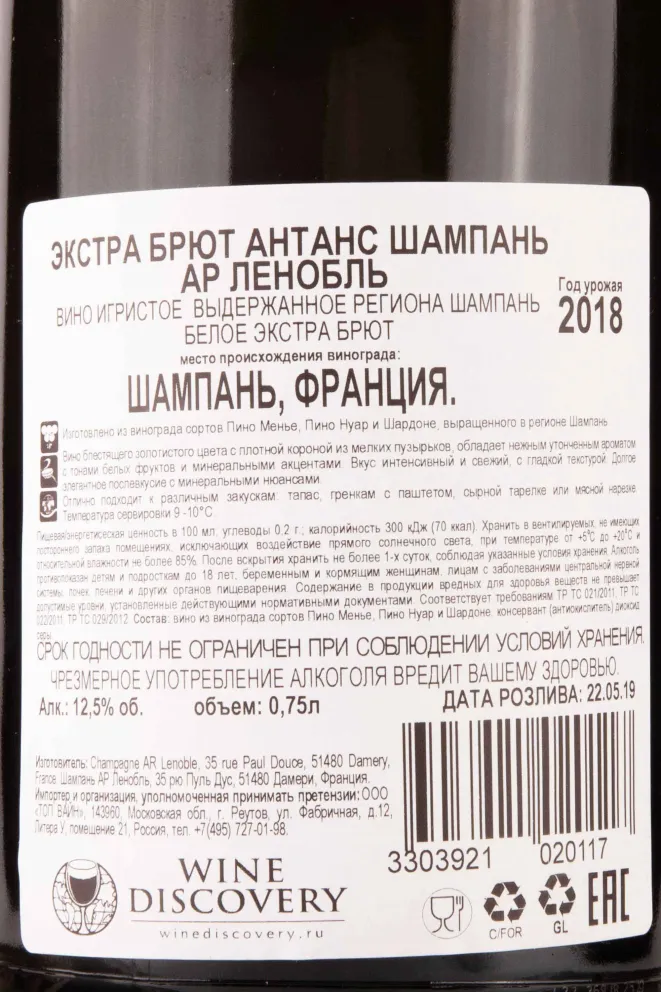 ЭКСТРА БРЮТ АНТАНС ШАМПАНЬ
АР ЛЕНОБЛЬ
ВИНО ИГРИСТОЕ ВЫДЕРЖАННОЕ РЕГИОНА ШАМПАНЬ
БЕЛОЕ ЭКСТРА БРЮТ
Год урожая
2018
место происхождения винограда:
ШАМПАНЬ, ФРАНЦИЯ.
Изготовлено из винограда сортов Пино Менье, Пино Нуар и Шардоне, выращенного в регионе Шампань
Вино блестящего золотистого цвета с плотной короной из мелких пузырьков, обладает нежным утонченным ароматом
с тонами белых фруктов и минеральными акцентами. Вкус интенсивный и свежий, с гладкой текстурой. Долгое
элегантное послевкусие с минеральными нюансами.
Отлично подходит к различным закускам: тапас, гренкам с паштетом, сырной тарелке или мясной нарезке.
Температура сервировки 9 -10°С
Пищевая/энергетисеская ценность в 100 мл, углеводы 0,2 г.; калорийность 300 кДж (70 ккал). Хранить в вентилируемых, не имеющих
постороннего запаха помещениях, исключающих воздействие прямого солнечного света, при температуре от +5°С до +20°С и
относительной влажности не более 85%. После вскрытия хранить не более 1-х суток, соблюдая указанные условия хранения. Алкоголь
противопоказан детям и подросткам до 18 лет, беременным и кормящим женщинам, лицам с заболеваниями центральной нервной
системы, почек, печени и других органов пищеварения. Содержание в продукции вредных для здоровья веществ не превышает
допустимые уровни, установленные действующими нормативными документами. Соответствует требованиям ТР ТС 021/2011, ТР ТС
022/2011, ТР ТС 029/2012. Состав: вино из винограда сортов Пино Менье, Пино Нуар и Шардоне, консервант (антиокислитель) диоксид
серы
СРОК ГОДНОСТИ НЕ ОГРАНИЧЕН ПРИ СОБЛЮДЕНИИ УСЛОВИЙ ХРАНЕНИЯ.
ЧРЕЗМЕРНОЕ УПОТРЕБЛЕНИЕ АЛКОГОЛЯ ВРЕДИТ ВАШЕМУ ЗДОРОВЬЮ.
Алк.: 12,5% об. объем: 0,75л ДАТА РОЗЛИВА: 22.05.19
Изготовитель: Champagne AR Lenoble, 35 rue Paul Douce, 51480 Damery,
France. Шампань АР Ленобль, 35 рю Пуль Дус, 51480 Дамери, Франция.
Импортер и организация, уполномоченная принимать претензии: ООО
«ТОП ВАЙН», 143960, Московская обл., г. Реутов, ул. Фабричная, д.12,
Литера У, помещение 21, Россия, тел. +7(495) 727-01-98.
3303921 020117
WINE
DISCOVERY
winediscovery.ru
C/FOR
GL
EAC